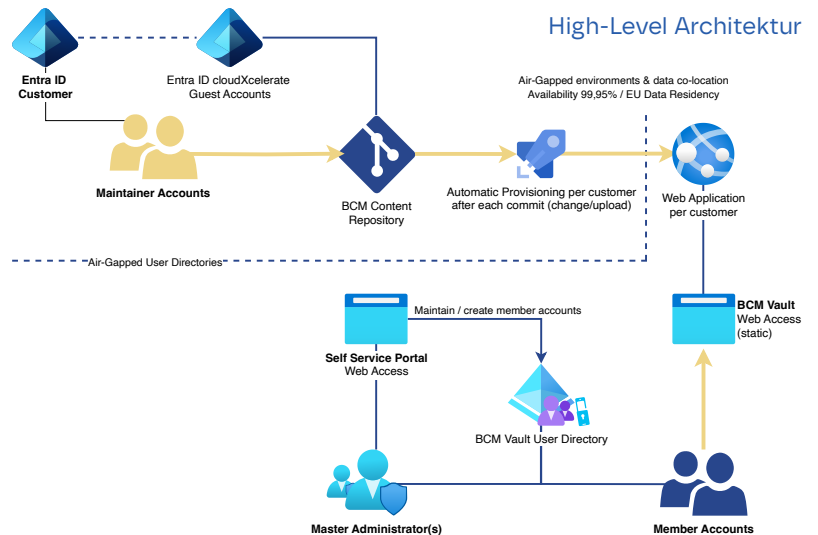 High-Level Architektur
Entra ID
Customer
Entra ID cloudXcelerate
Guest Accounts
Air-Gapped environments & data co-location
Availability 99,95% / EU Data Residency
Maintainer Accounts
BCM Content
Repository
Automatic Provisioning per customer
after each commit (change/upload)
Web Application
per customer
Air-Gapped User Directories
Maintain / create member accounts
BCM Vault
Web Access
(static)
Self Service Portal
Web Access
BCM Vault User Directory
Master Administrator(s)
Member Accounts